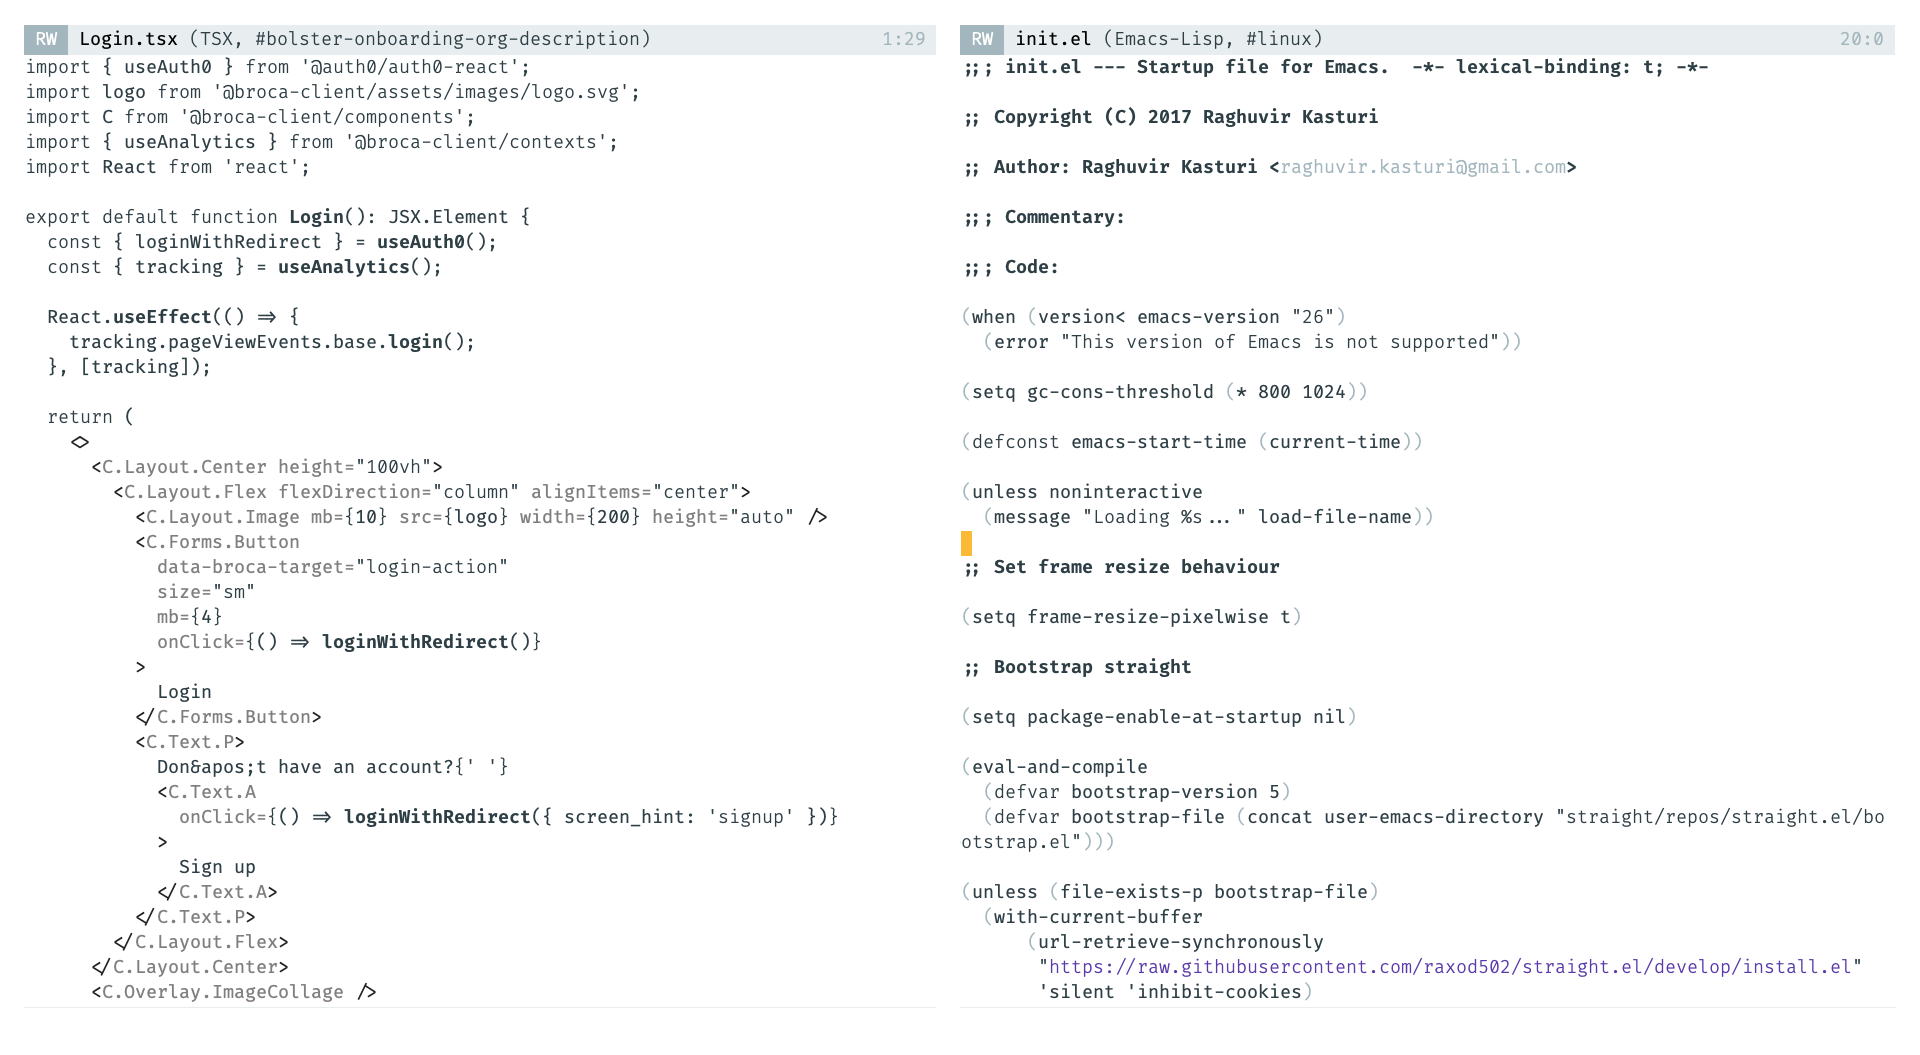 RW Login.tsx (TSX, #bolster-onboarding-org-description) 1:29
import { useAuth0 } from '@auth0/auth0-react';
import logo from '@broca-client/assets/images/logo.svg';
import C from '@broca-client/components';
import { useAnalytics } from '@broca-client/contexts';
import React from 'react';

export default function Login(): JSX.Element {
  const { loginWithRedirect } = useAuth0();
  const { tracking } = useAnalytics();

  React.useEffect(() => {
    tracking.pageViewEvents.base.login();
  }, [tracking]);

  return (
    <>
      <C.Layout.Center height="100vh">
        <C.Layout.Flex flexDirection="column" alignItems="center">
          <C.Layout.Image mb={10} src={logo} width={200} height="auto" />
          <C.Forms.Button
            data-broca-target="login-action"
            size="sm"
            mb={4}
            onClick={() => loginWithRedirect()}
          >
            Login
          </C.Forms.Button>
          <C.Text.P>
            Don&apos;t have an account?{' '}
            <C.Text.A
              onClick={() => loginWithRedirect({ screen_hint: 'signup' })}
            >
              Sign up
            </C.Text.A>
          </C.Text.P>
        </C.Layout.Flex>
      </C.Layout.Center>
      <C.Overlay.ImageCollage />
RW init.el (Emacs-Lisp, #linux) 20:0
;;; init.el --- Startup file for Emacs.  -*- lexical-binding: t; -*-

;; Copyright (C) 2017 Raghuvir Kasturi

;; Author: Raghuvir Kasturi <raghuvir.kasturi@gmail.com>

;;; Commentary:

;;; Code:

(when (version< emacs-version "26")
  (error "This version of Emacs is not supported"))

(setq gc-cons-threshold (* 800 1024))

(defconst emacs-start-time (current-time))

(unless noninteractive
  (message "Loading %s..." load-file-name))

;; Set frame resize behaviour

(setq frame-resize-pixelwise t)

;; Bootstrap straight

(setq package-enable-at-startup nil)

(eval-and-compile
  (defvar bootstrap-version 5)
  (defvar bootstrap-file (concat user-emacs-directory "straight/repos/straight.el/bo
otstrap.el")))

(unless (file-exists-p bootstrap-file)
  (with-current-buffer
      (url-retrieve-synchronously
       "https://raw.githubusercontent.com/raxod502/straight.el/develop/install.el"
       'silent 'inhibit-cookies)